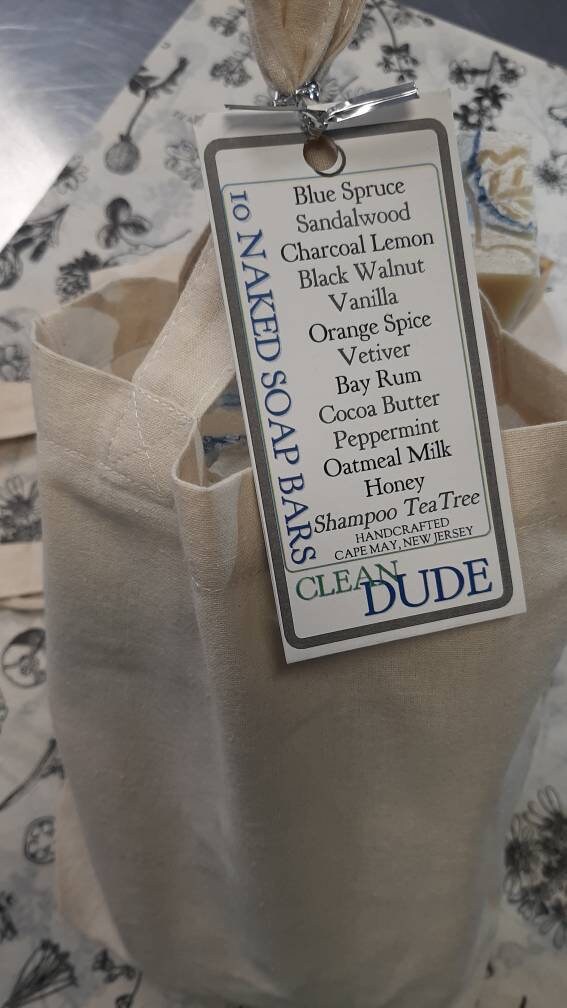 10 NAKED SOAP BARS
Blue Spruce
Sandalwood
Charcoal Lemon
Black Walnut
Vanilla
Orange Spice
Vetiver
Bay Rum
Cocoa Butter
Peppermint
Oatmeal Milk
Honey
Shampoo TeaTree
HANDCRAFTED
CAPE MAY, NEW JERSEY
CLEAN
DUDE